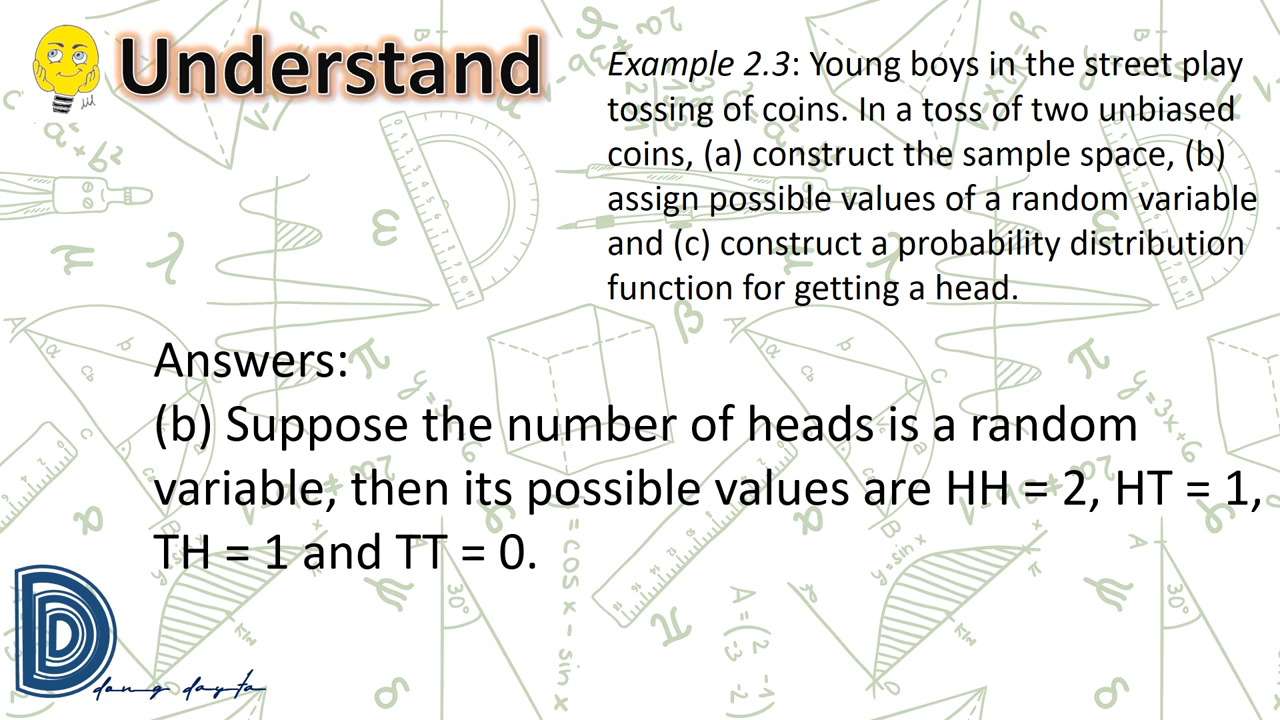 Understand
Example 2.3: Young boys in the street play
tossing of coins. In a toss of two unbiased
coins, (a) construct the sample space, (b)
assign possible values of a random variable
and (c) construct a probability distribution
function for getting a head.
Answers:
(b) Suppose the number of heads is a random
variable, then its possible values are HH = 2, HT = 1,
TH = 1 and TT = 0.
D
dang dayta